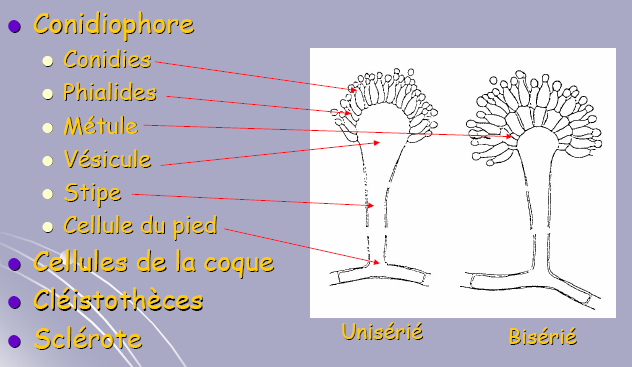 Conidiophore
Conidies
Phialides
Métule
Vésicule
Stipe
Cellule du pied
Cellules de la coque
Cléistothèces
Sclérote
Unisérié
Bisérié